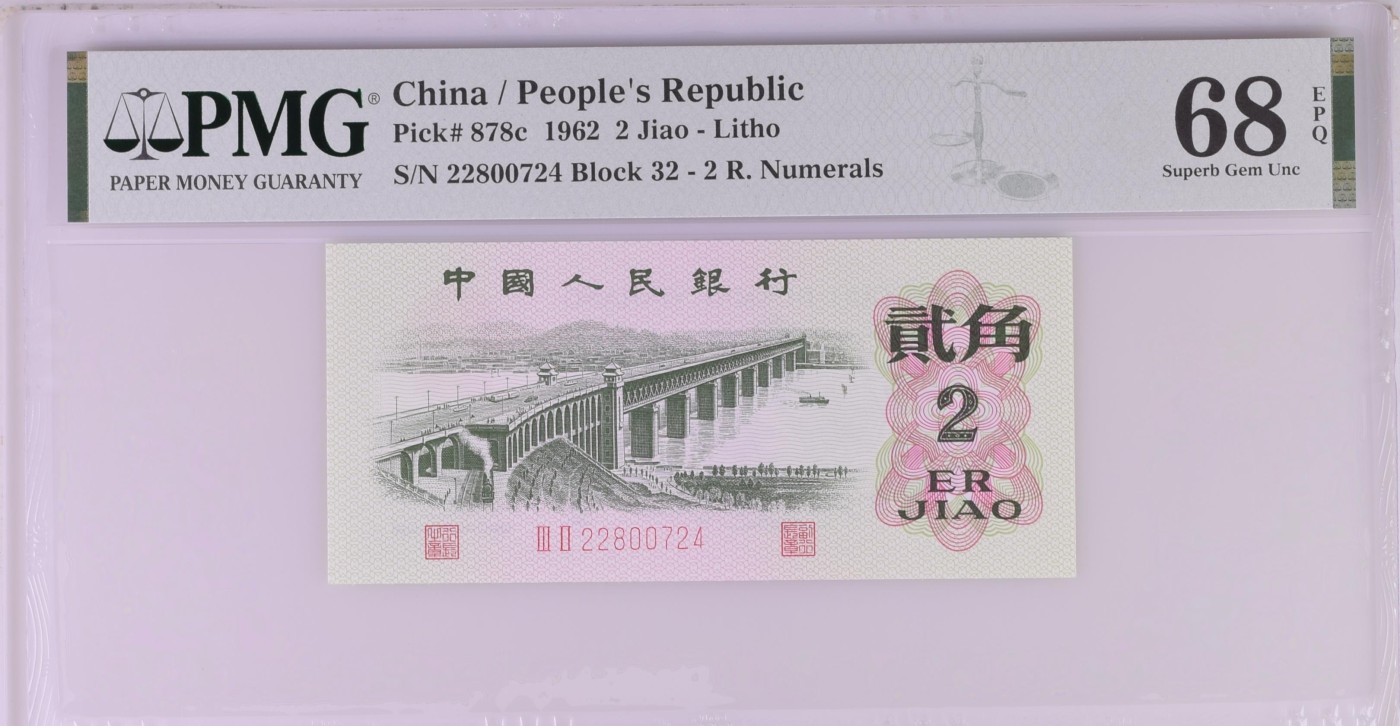 PMG®
PAPER MONEY GUARANTY
China / People's Republic
Pick# 878c 1962 2 Jiao - Litho
S/N 22800724 Block 32 - 2 R. Numerals
68
EPQ
Superb Gem Unc
中國人民銀行
貳角
2
ER
JIAO
III II 22800724